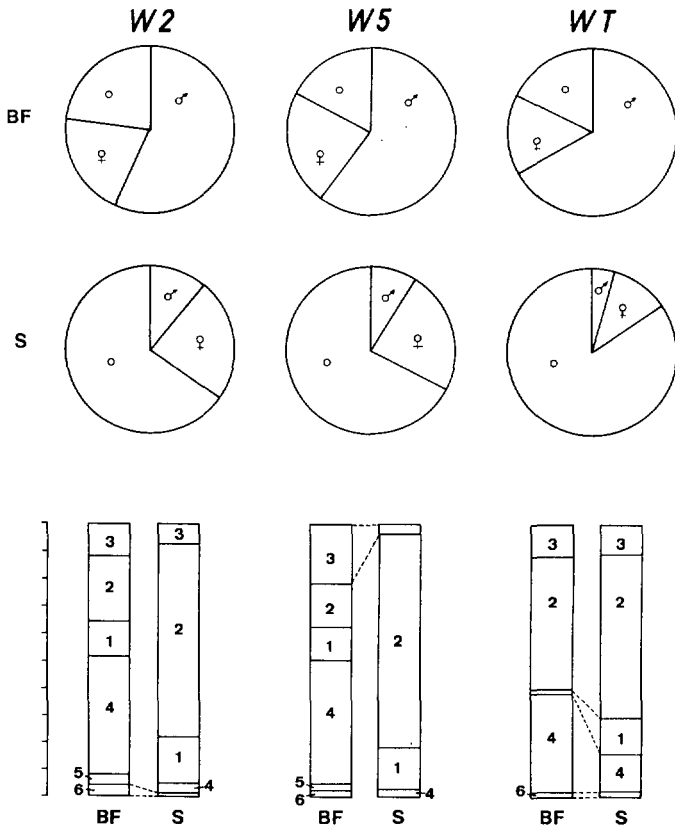 W2 W5 WT
BF
○ ♂ ♀
○ ♂ ♀
○ ♂ ♀
S
♂ ♀ ○
♂ ♀ ○
♂ ♀ ○
3 3 3 3 3
2 2 2 2 2 2
1 1 1 1 1
4 4 4 4
5 4 5 4
6 6 6
BF S BF S BF S